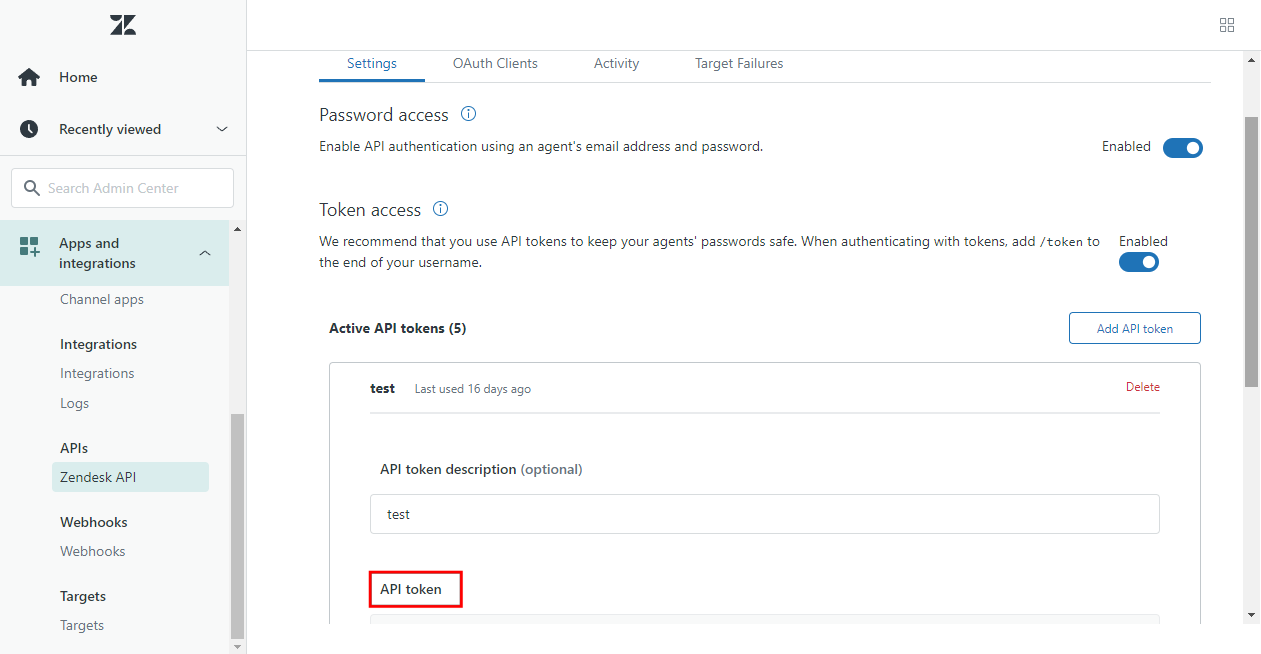 Home
Recently viewed
Search Admin Center
Apps and
integrations
Channel apps
Integrations
Integrations
Logs
APIs
Zendesk API
Webhooks
Webhooks
Targets
Targets
Settings OAuth Clients Activity Target Failures
Password access
Enable API authentication using an agent's email address and password. Enabled
Token access
We recommend that you use API tokens to keep your agents' passwords safe. When authenticating with tokens, add /token to Enabled
the end of your username.
Active API tokens (5) Add API token
test Last used 16 days ago Delete
API token description (optional)
test
API token